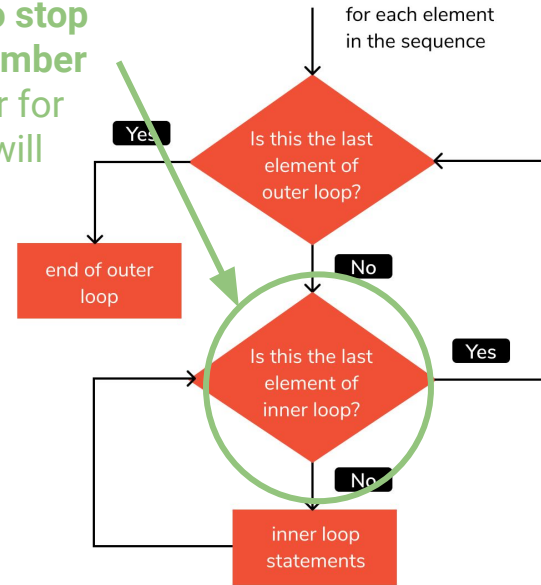 stop
mber
for
will
for each element
in the sequence
Yes
Is this the last
element of
outer loop?
end of outer
loop
No
Is this the last
element of
inner loop?
Yes
No
inner loop
statements